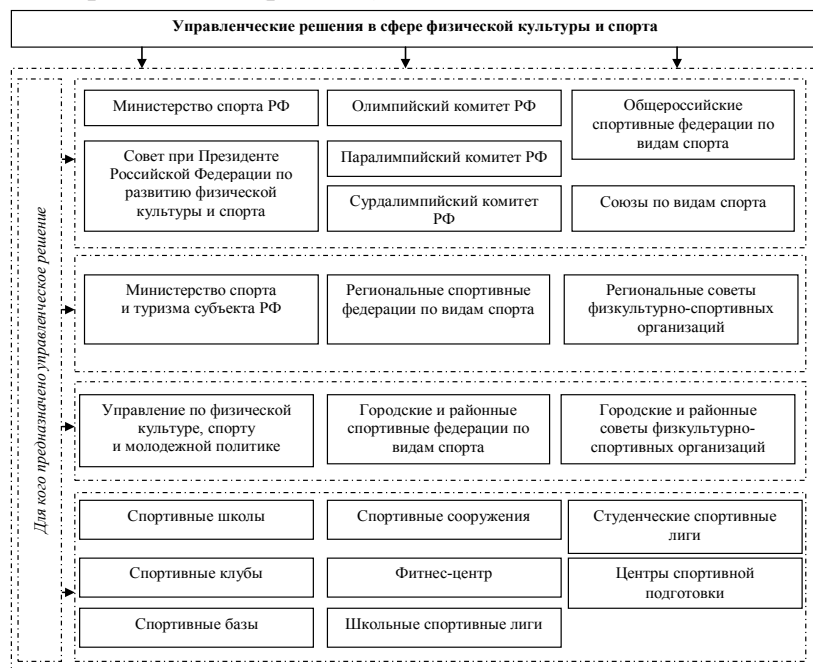 Управленческие решения в сфере физической культуры и спорта
Для кого предназначено управленческое решение
Министерство спорта РФ
Олимпийский комитет РФ
Общероссийские
спортивные федерации по
видам спорта
Совет при Президенте
Российской Федерации по
развитию физической
культуры и спорта
Паралимпийский комитет РФ
Сурдалимпийский комитет
РФ
Союзы по видам спорта
Министерство спорта
и туризма субъекта РФ
Региональные спортивные
федерации по видам спорта
Региональные советы
физкультурно-спортивных
организаций
Управление по физической
культуре, спорту
и молодежной политике
Городские и районные
спортивные федерации по
видам спорта
Городские и районные
советы физкультурно-
спортивных организаций
Спортивные школы
Спортивные сооружения
Студенческие спортивные
лиги
Спортивные клубы
Фитнес-центр
Центры спортивной
подготовки
Спортивные базы
Школьные спортивные лиги